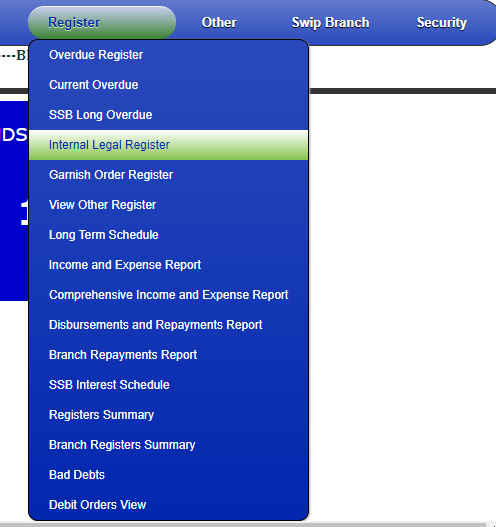 Register Other Swip Branch Security
Overdue Register
Current Overdue
SSB Long Overdue
Internal Legal Register
Garnish Order Register
View Other Register
Long Term Schedule
Income and Expense Report
Comprehensive Income and Expense Report
Disbursements and Repayments Report
Branch Repayments Report
SSB Interest Schedule
Registers Summary
Branch Registers Summary
Bad Debts
Debit Orders View